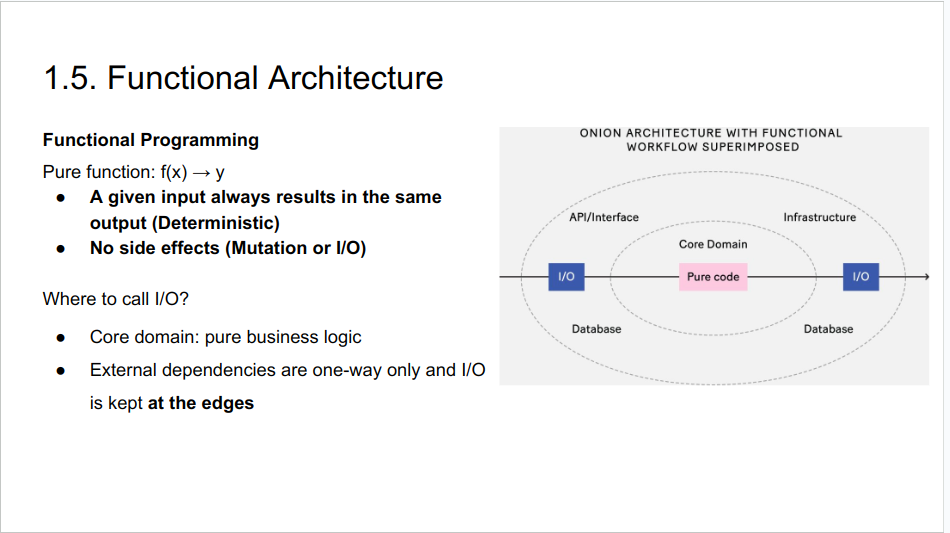 1.5. Functional Architecture
Functional Programming
Pure function: f(x) → y
● A given input always results in the same
output (Deterministic)
● No side effects (Mutation or I/O)
Where to call I/O?
● Core domain: pure business logic
● External dependencies are one-way only and I/O
is kept at the edges
ONION ARCHITECTURE WITH FUNCTIONAL
WORKFLOW SUPERIMPOSED
API/Interface
Infrastructure
Core Domain
I/O
Pure code
I/O
Database
Database